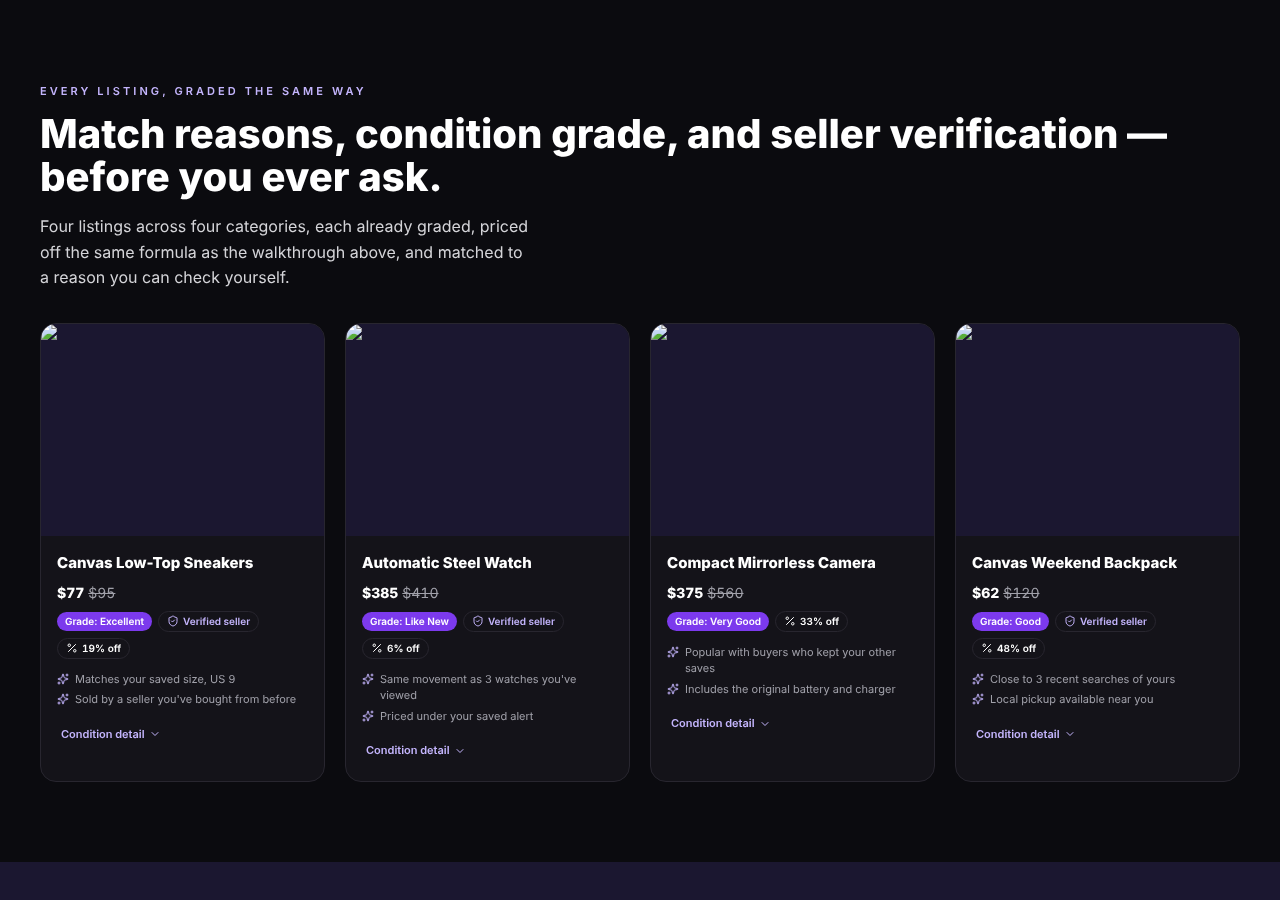 EVERY LISTING, GRADED THE SAME WAY
Match reasons, condition grade, and seller verification —
before you ever ask.
Four listings across four categories, each already graded, priced
off the same formula as the walkthrough above, and matched to
a reason you can check yourself.
Canvas Low-Top Sneakers
$77 $95
Grade: Excellent
Verified seller
19% off
Matches your saved size, US 9
Sold by a seller you've bought from before
Condition detail
Automatic Steel Watch
$385 $410
Grade: Like New
Verified seller
6% off
Same movement as 3 watches you've
viewed
Priced under your saved alert
Condition detail
Compact Mirrorless Camera
$375 $560
Grade: Very Good
33% off
Popular with buyers who kept your other
saves
Includes the original battery and charger
Condition detail
Canvas Weekend Backpack
$62 $120
Grade: Good
Verified seller
48% off
Close to 3 recent searches of yours
Local pickup available near you
Condition detail